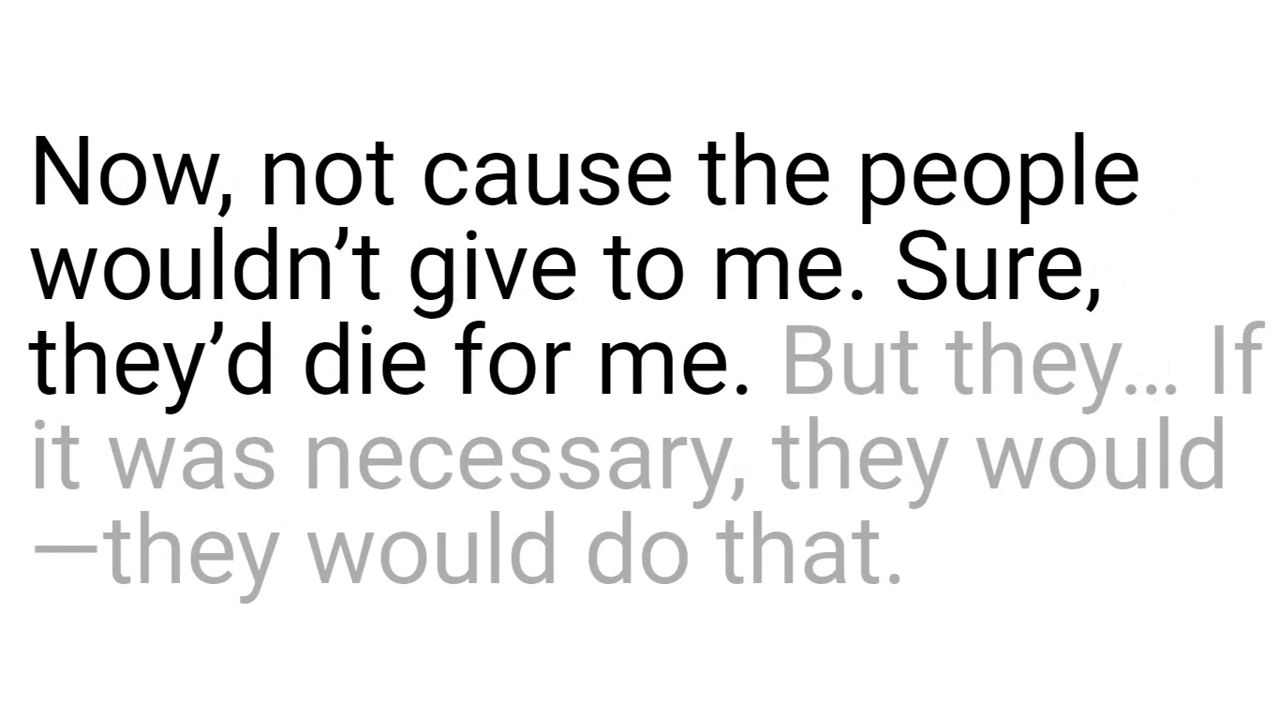 Now, not cause the people
wouldn’t give to me. Sure,
they’d die for me. But they… If
it was necessary, they would
—they would do that.